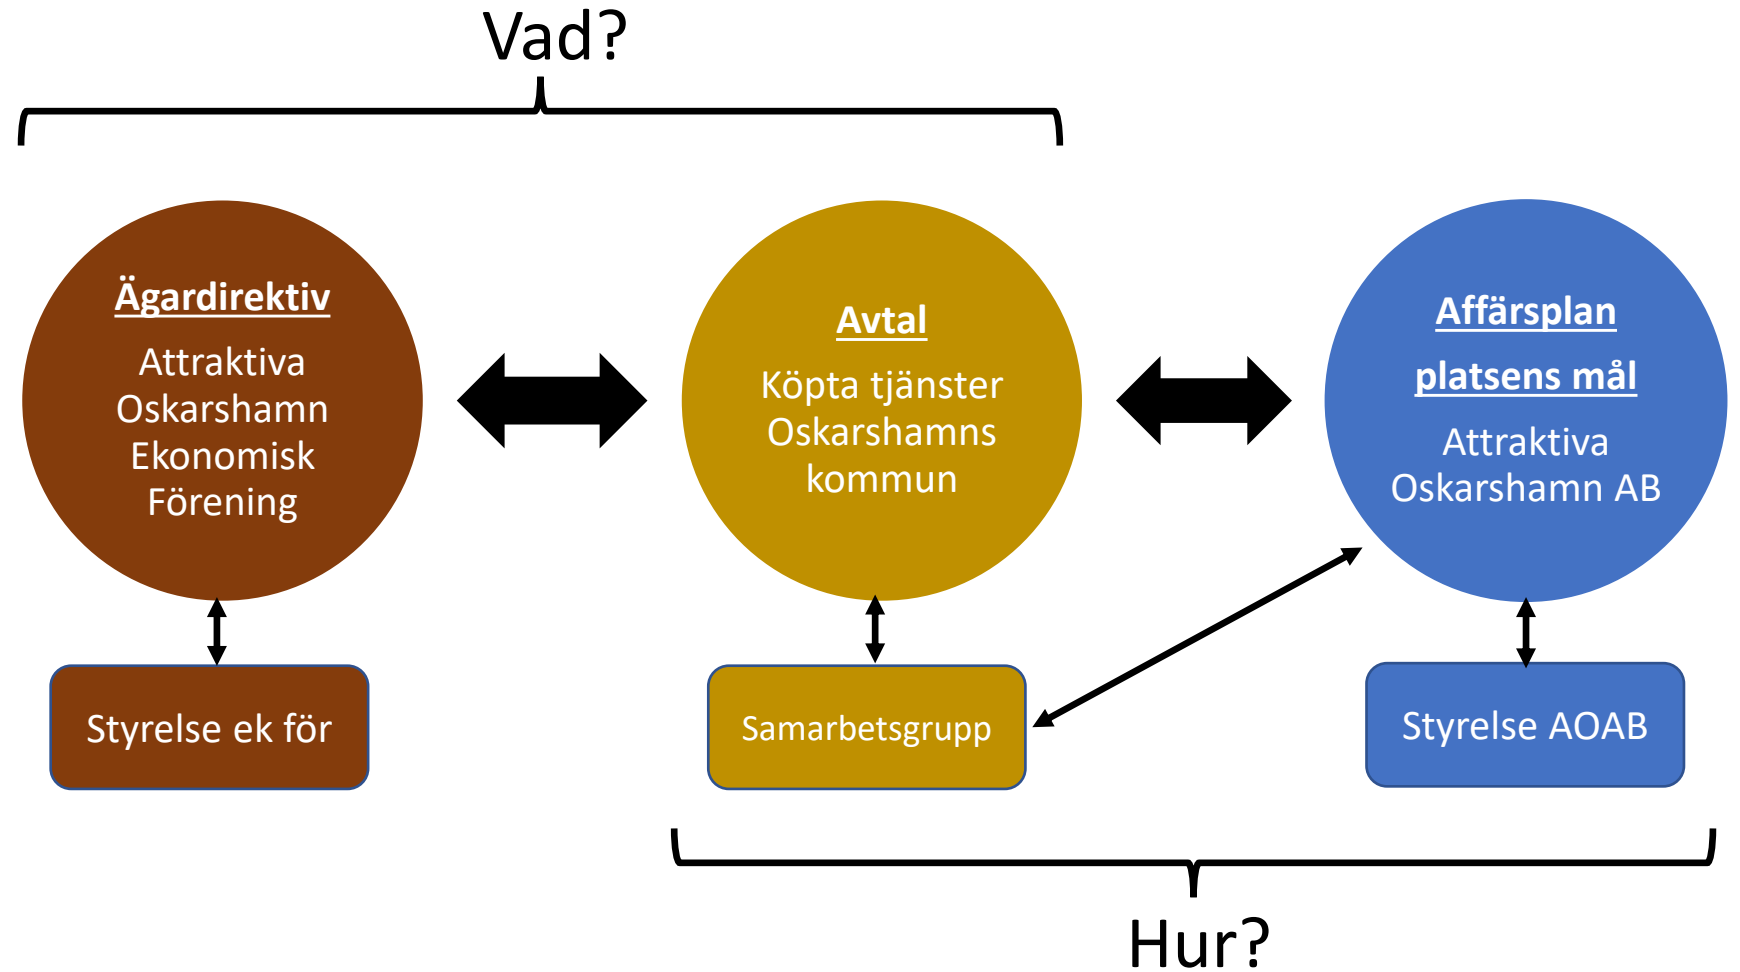 Vad?
Ägardirektiv
Attraktiva
Oskarshamn
Ekonomisk
Förening
Avtal
Köpta tjänster
Oskarshamns
kommun
Affärsplan
platsens mål
Attraktiva
Oskarshamn AB
Styrelse ek för
Samarbetsgrupp
Styrelse AOAB
Hur?